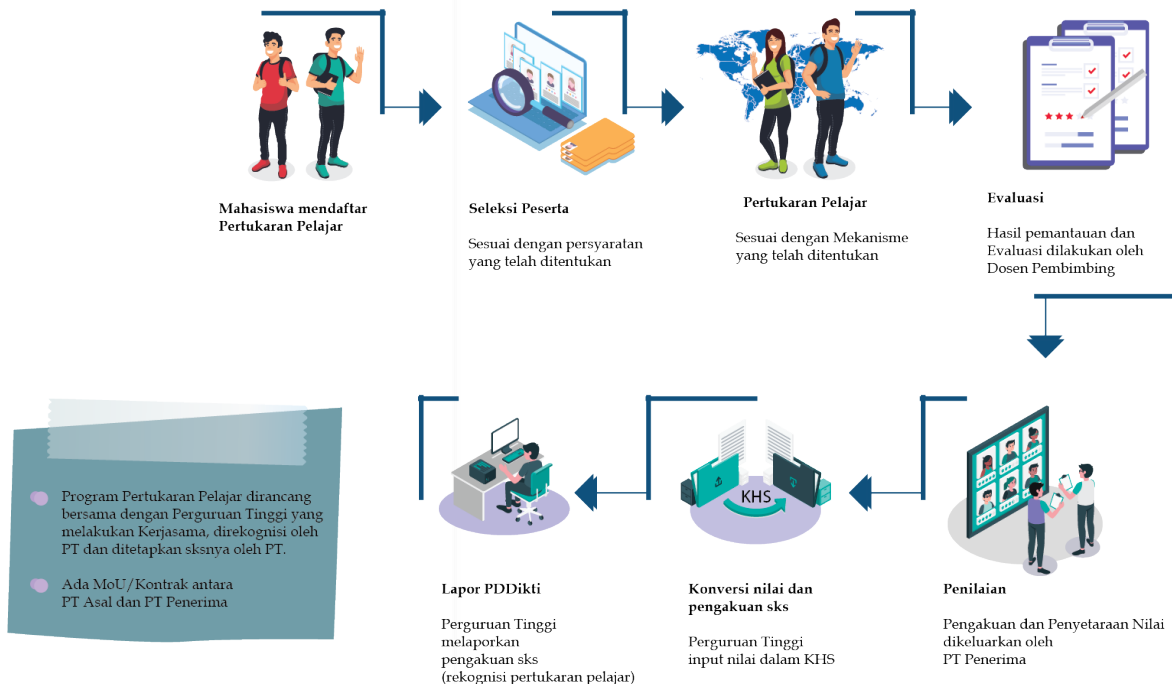 Mahasiswa mendaftar
Pertukaran Pelajar
Seleksi Peserta
Sesuai dengan persyaratan
yang telah ditentukan
Pertukaran Pelajar
Sesuai dengan Mekanisme
yang telah ditentukan
Evaluasi
Hasil pemantauan dan
Evaluasi dilakukan oleh
Dosen Pembimbing
Penilaian
Pengakuan dan Penyetaraan Nilai
dikeluarkan oleh
PT Penerima
KHS
Konversi nilai dan
pengakuan sks
Perguruan Tinggi
input nilai dalam KHS
Lapor PDDikti
Perguruan Tinggi
melaporkan
pengakuan sks
(rekognisi pertukaran pelajar)
Program Pertukaran Pelajar dirancang
bersama dengan Perguruan Tinggi yang
melakukan Kerjasama, direkognisi oleh
PT dan ditetapkan sksnya oleh PT.
Ada MoU/Kontrak antara
PT Asal dan PT Penerima